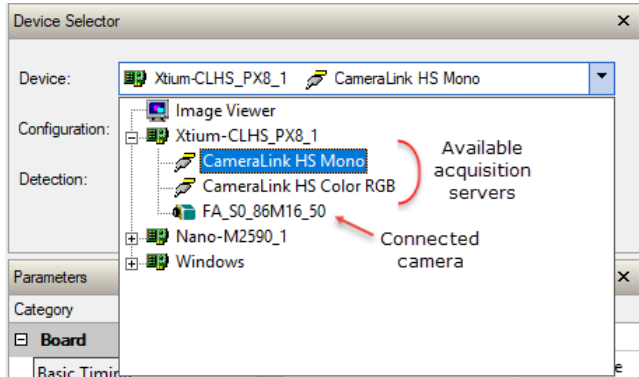 Device Selector
Device:
Xtium-CLHS_PX8_1 CameraLink HS Mono
Image Viewer
Configuration:
Xtium-CLHS_PX8_1
CameraLink HS Mono
Detection:
CameraLink HS Color RGB
FA_S0_86M16_50
Nano-M2590_1
Windows
Available
acquisition
servers
Connected
camera
Parameters
Category
Board
Basic Timing